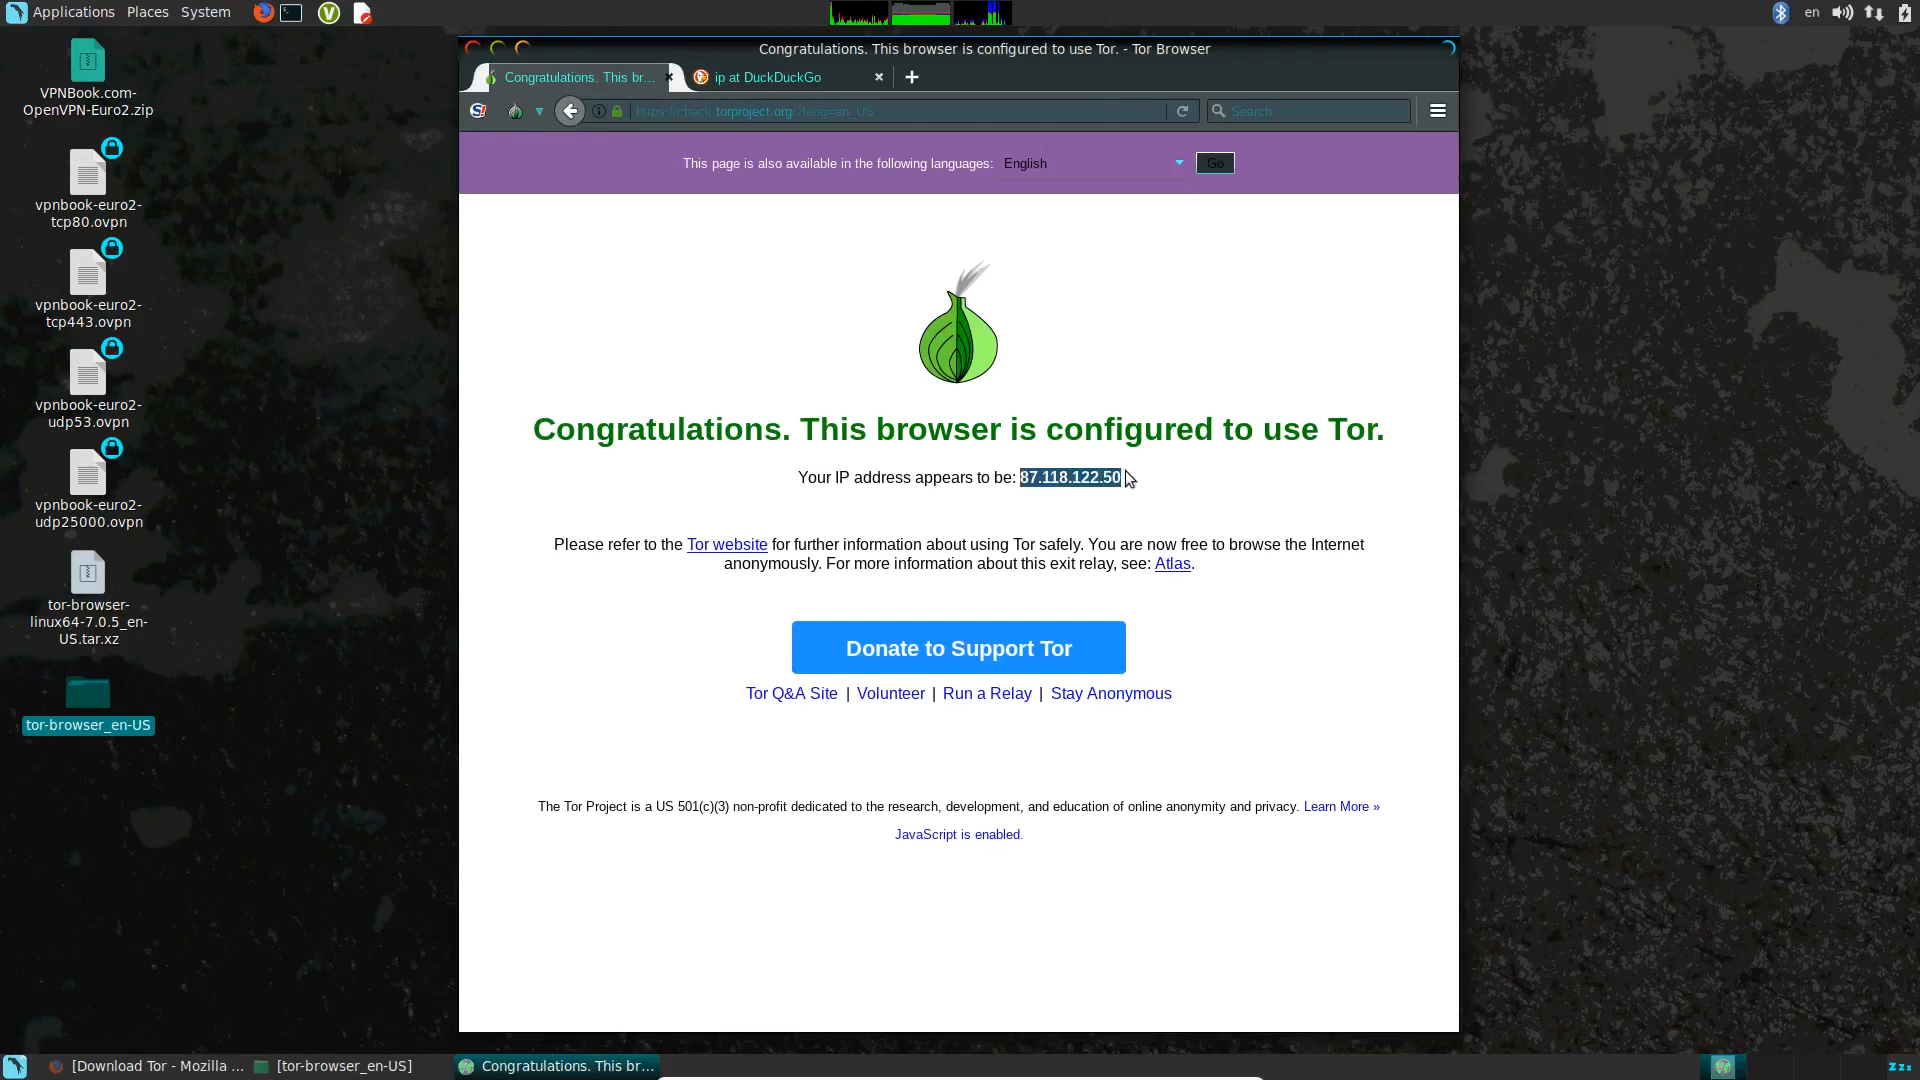 Applications Places System
en
Congratulations. This browser is configured to use Tor. - Tor Browser
Congratulations. This br...
ip at DuckDuckGo
https://check.torproject.org/?lang=en_US
Search
This page is also available in the following languages: English Go
VPNBook.com-
OpenVPN-Euro2.zip
vpnbook-euro2-
tcp80.ovpn
vpnbook-euro2-
tcp443.ovpn
vpnbook-euro2-
udp53.ovpn
vpnbook-euro2-
udp25000.ovpn
tor-browser-
linux64-7.0.5_en-
US.tar.xz
tor-browser_en-US
Congratulations. This browser is configured to use Tor.
Your IP address appears to be: 87.118.122.50
Please refer to the Tor website for further information about using Tor safely. You are now free to browse the Internet
anonymously. For more information about this exit relay, see: Atlas.
Donate to Support Tor
Tor Q&A Site | Volunteer | Run a Relay | Stay Anonymous
The Tor Project is a US 501(c)(3) non-profit dedicated to the research, development, and education of online anonymity and privacy. Learn More »
JavaScript is enabled.
[Download Tor - Mozilla ...
[tor-browser_en-US]
Congratulations. This br...
zzz